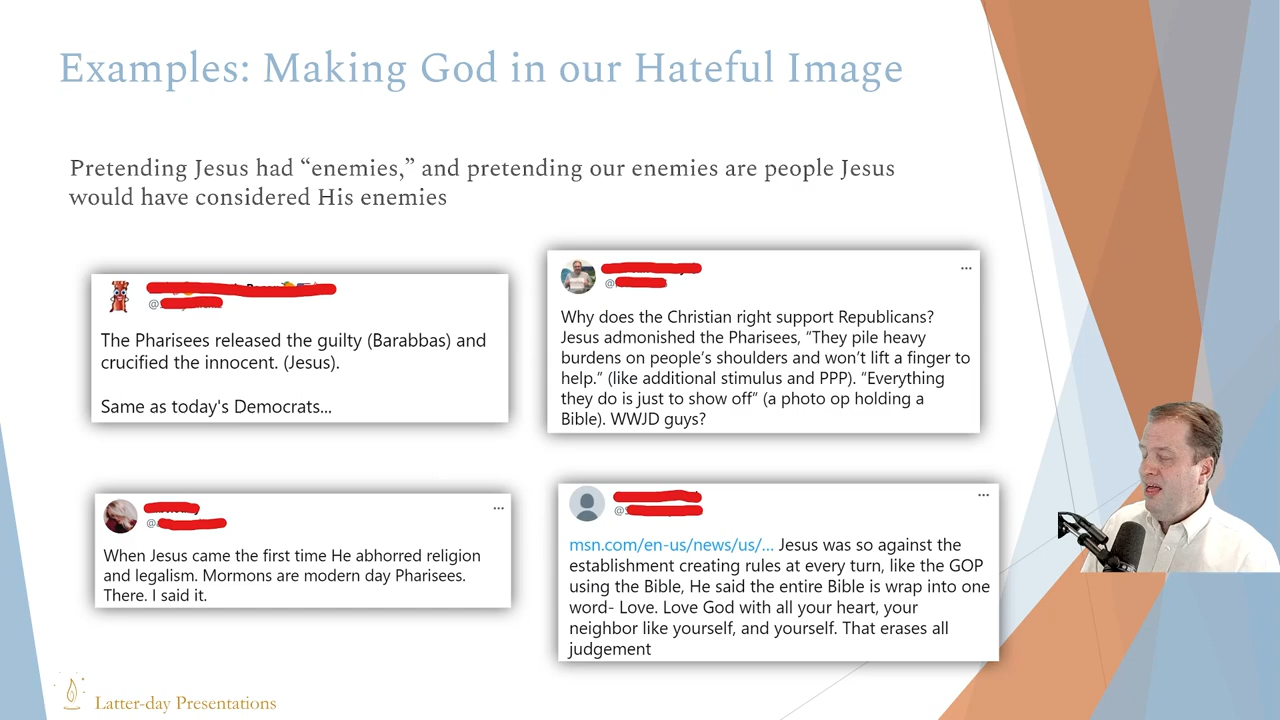 Examples: Making God in our Hateful Image
Pretending Jesus had “enemies,” and pretending our enemies are people Jesus
would have considered His enemies
@
The Pharisees released the guilty (Barabbas) and
crucified the innocent. (Jesus).
Same as today's Democrats...
@
Why does the Christian right support Republicans?
Jesus admonished the Pharisees, “They pile heavy
burdens on people’s shoulders and won’t lift a finger to
help.” (like additional stimulus and PPP). “Everything
they do is just to show off” (a photo op holding a
Bible). WWJD guys?
@
When Jesus came the first time He abhorred religion
and legalism. Mormons are modern day Pharisees.
There. I said it.
@
msn.com/en-us/news/us/... Jesus was so against the
establishment creating rules at every turn, like the GOP
using the Bible, He said the entire Bible is wrap into one
word- Love. Love God with all your heart, your
neighbor like yourself, and yourself. That erases all
judgement
Latter-day Presentations